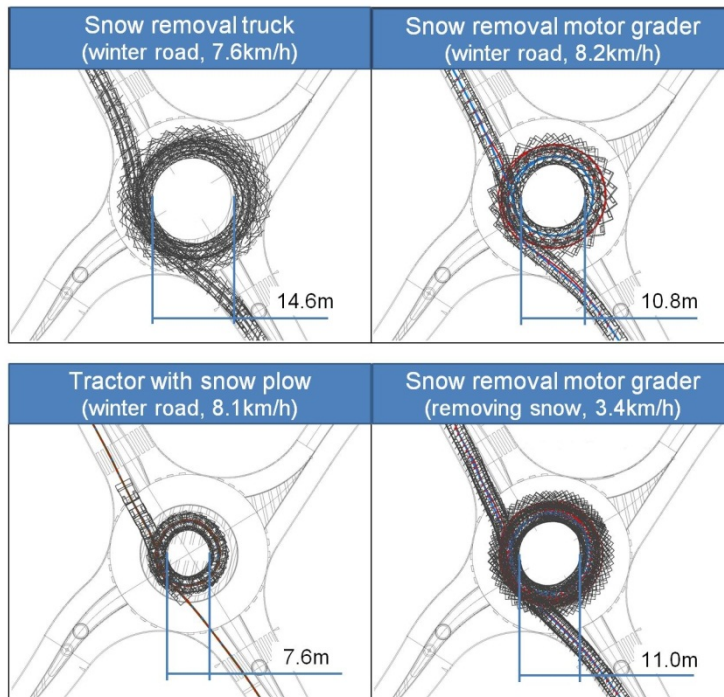 Snow removal truck
(winter road, 7.6km/h)
14.6m
Snow removal motor grader
(winter road, 8.2km/h)
10.8m
Tractor with snow plow
(winter road, 8.1km/h)
7.6m
Snow removal motor grader
(removing snow, 3.4km/h)
11.0m